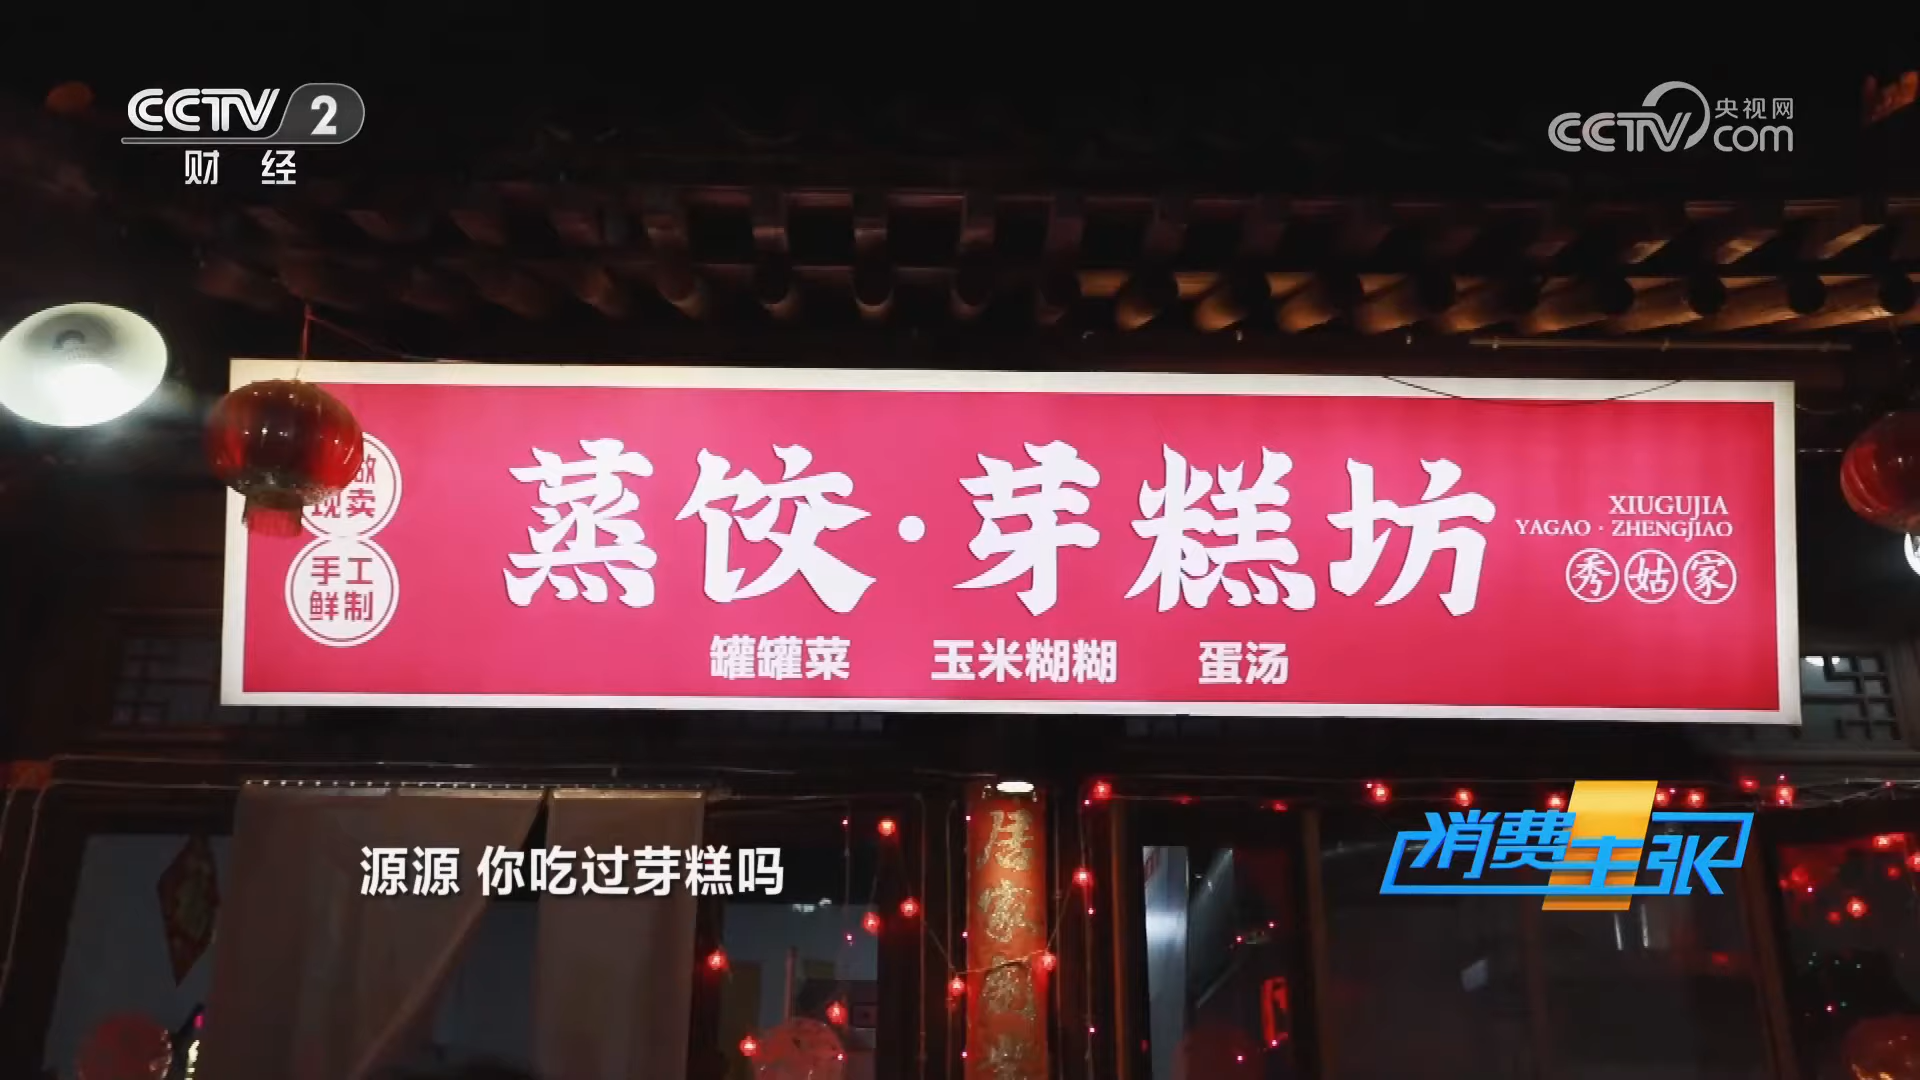 CCTV 2
财 经
央视网
CCTV com
现卖
手工
鲜制
蒸饺·芽糕坊
XIUGUJIA
YAGAO · ZHENGJIAO
秀姑家
罐罐菜 玉米糊糊 蛋汤
消费主张
源源 你吃过芽糕吗